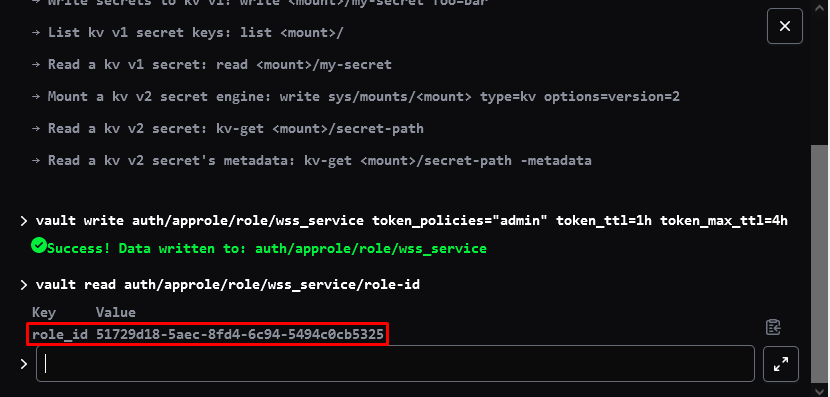 → Write secrets to kv v1: write <mount>/my-secret foo=bar
→ List kv v1 secret keys: list <mount>/
→ Read a kv v1 secret: read <mount>/my-secret
→ Mount a kv v2 secret engine: write sys/mounts/<mount> type=kv options=version=2
→ Read a kv v2 secret: kv-get <mount>/secret-path
→ Read a kv v2 secret's metadata: kv-get <mount>/secret-path -metadata
> vault write auth/approle/role/wss_service token_policies="admin" token_ttl=1h token_max_ttl=4h
Success! Data written to: auth/approle/role/wss_service
> vault read auth/approle/role/wss_service/role-id
Key Value
role_id 51729d18-5aec-8fd4-6c94-5494c0cb5325
>